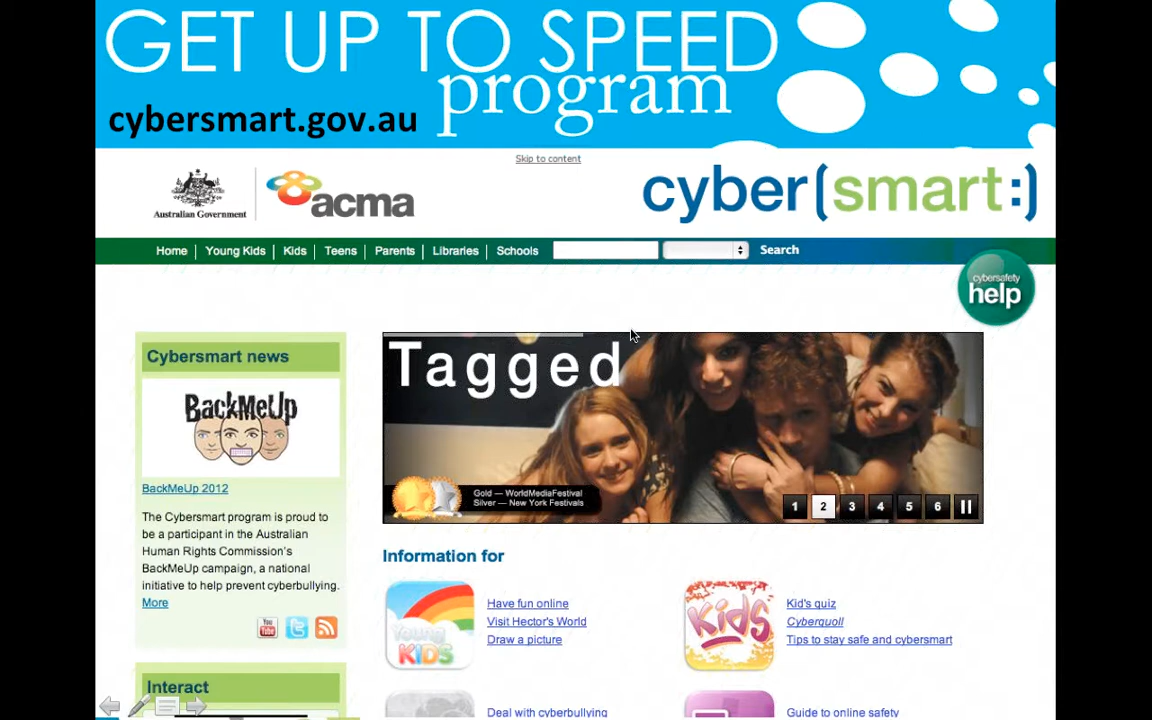 GET UP TO SPEED
program
cybersmart.gov.au
Skip to content
Australian Government
acma
cyber(smart:)
Home
Young Kids
Kids
Teens
Parents
Libraries
Schools
Search
cybersafety
help
Cybersmart news
BackMeUp
BackMeUp 2012
The Cybersmart program is proud to
be a participant in the Australian
Human Rights Commission's
BackMeUp campaign, a national
initiative to help prevent cyberbullying.
More
You
Tube
Interact
Tagged
Gold — WorldMediaFestival
Silver — New York Festivals
1 2 3 4 5 6
Information for
Young
KIDS
Have fun online
Visit Hector's World
Draw a picture
KIDS
Kid's quiz
Cyberquoll
Tips to stay safe and cybersmart
Deal with cyberbullying
Guide to online safety